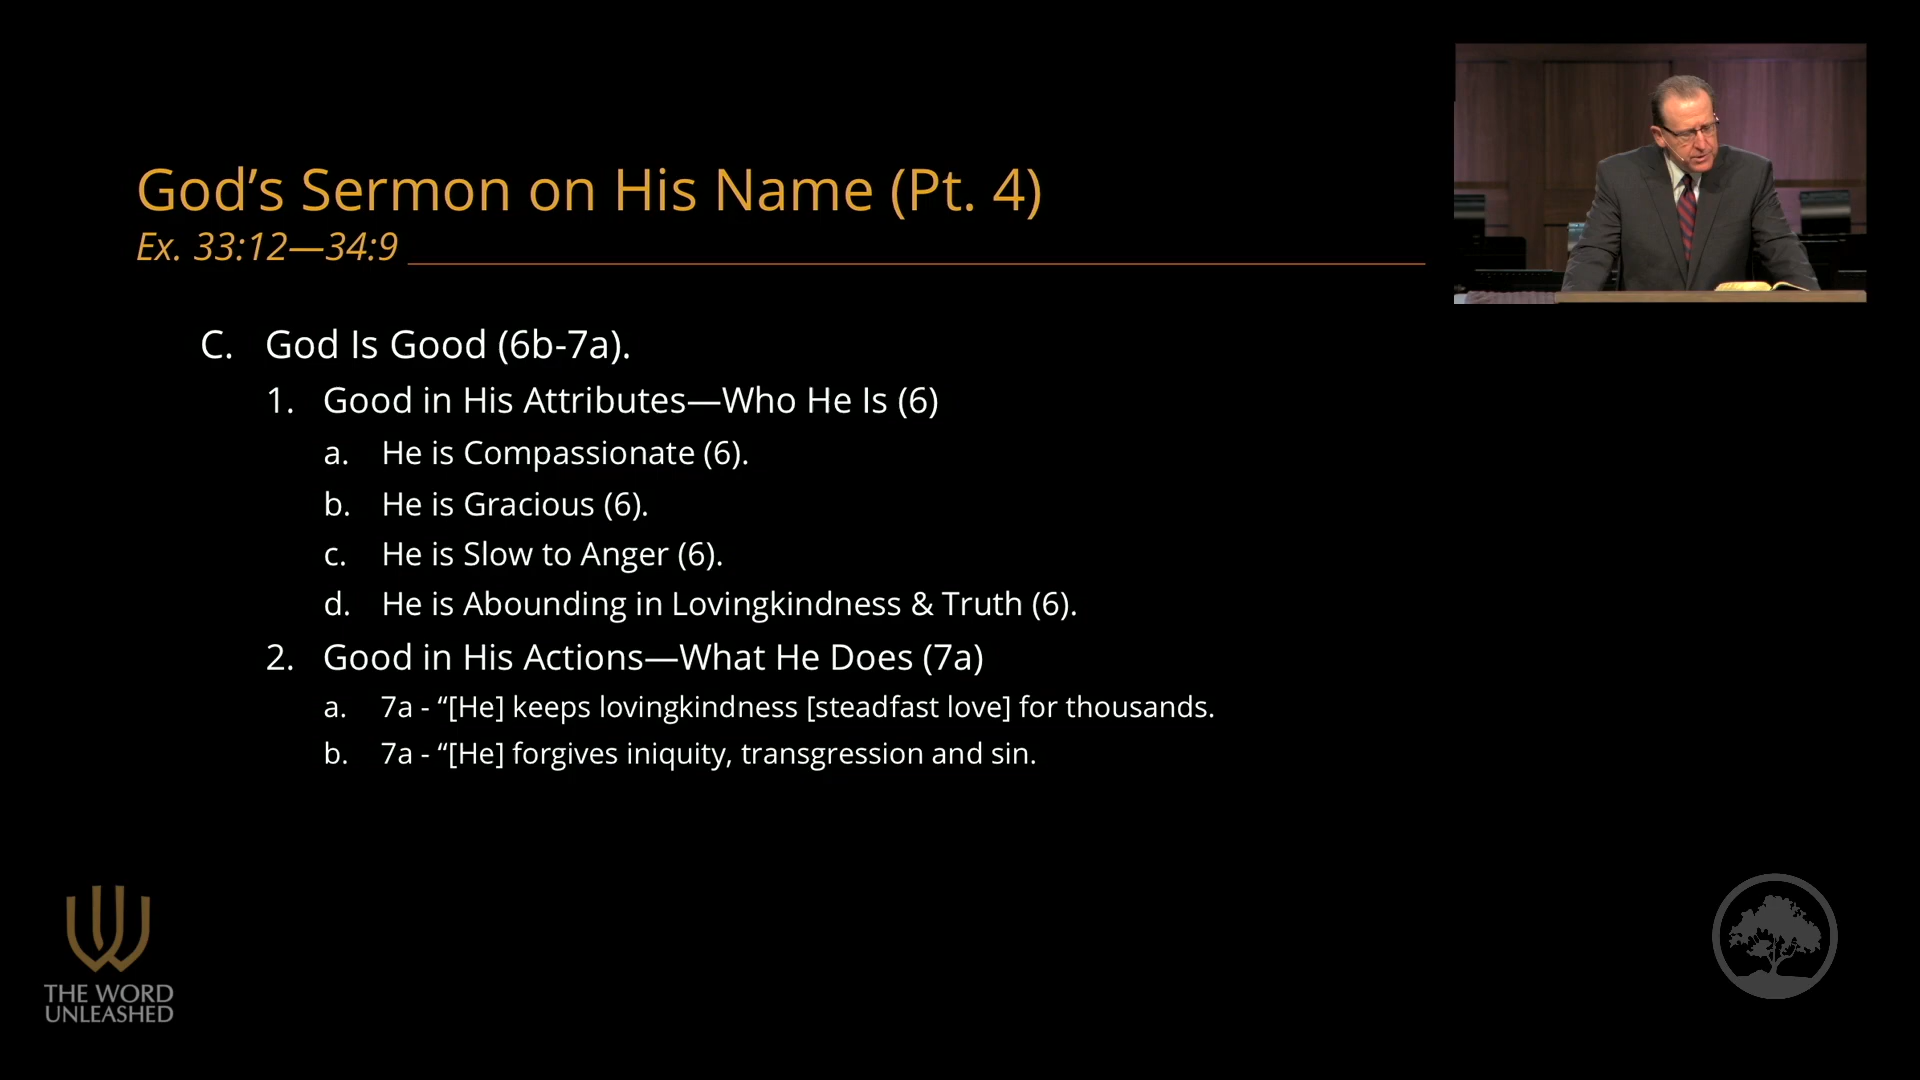 God’s Sermon on His Name (Pt. 4)
Ex. 33:12—34:9
C. God Is Good (6b-7a).
1. Good in His Attributes—Who He Is (6)
a. He is Compassionate (6).
b. He is Gracious (6).
c. He is Slow to Anger (6).
d. He is Abounding in Lovingkindness & Truth (6).
2. Good in His Actions—What He Does (7a)
a. 7a - “[He] keeps lovingkindness [steadfast love] for thousands.
b. 7a - “[He] forgives iniquity, transgression and sin.
THE WORD
UNLEASHED